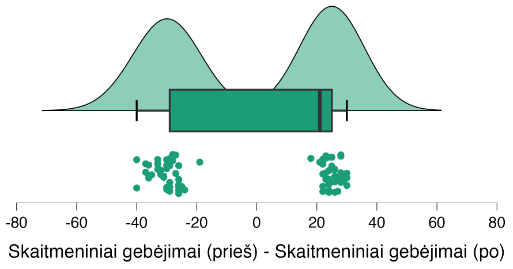 -80 -60 -40 -20 0 20 40 60 80
Skaitmeniniai gebėjimai (prieš) - Skaitmeniniai gebėjimai (po)